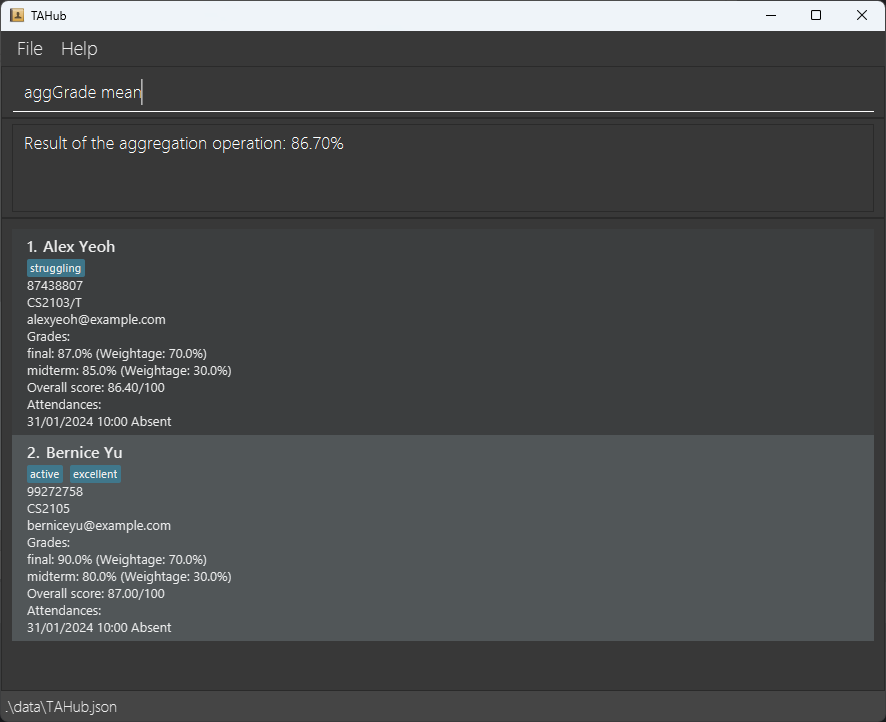 TAHub
File Help
aggGrade mean
Result of the aggregation operation: 86.70%
1. Alex Yeoh
struggling
87438807
CS2103/T
alexyeoh@example.com
Grades:
final: 87.0% (Weightage: 70.0%)
midterm: 85.0% (Weightage: 30.0%)
Overall score: 86.40/100
Attendances:
31/01/2024 10:00 Absent
2. Bernice Yu
active excellent
99272758
CS2105
berniceyu@example.com
Grades:
final: 90.0% (Weightage: 70.0%)
midterm: 80.0% (Weightage: 30.0%)
Overall score: 87.00/100
Attendances:
31/01/2024 10:00 Absent
.\data\TAHub.json